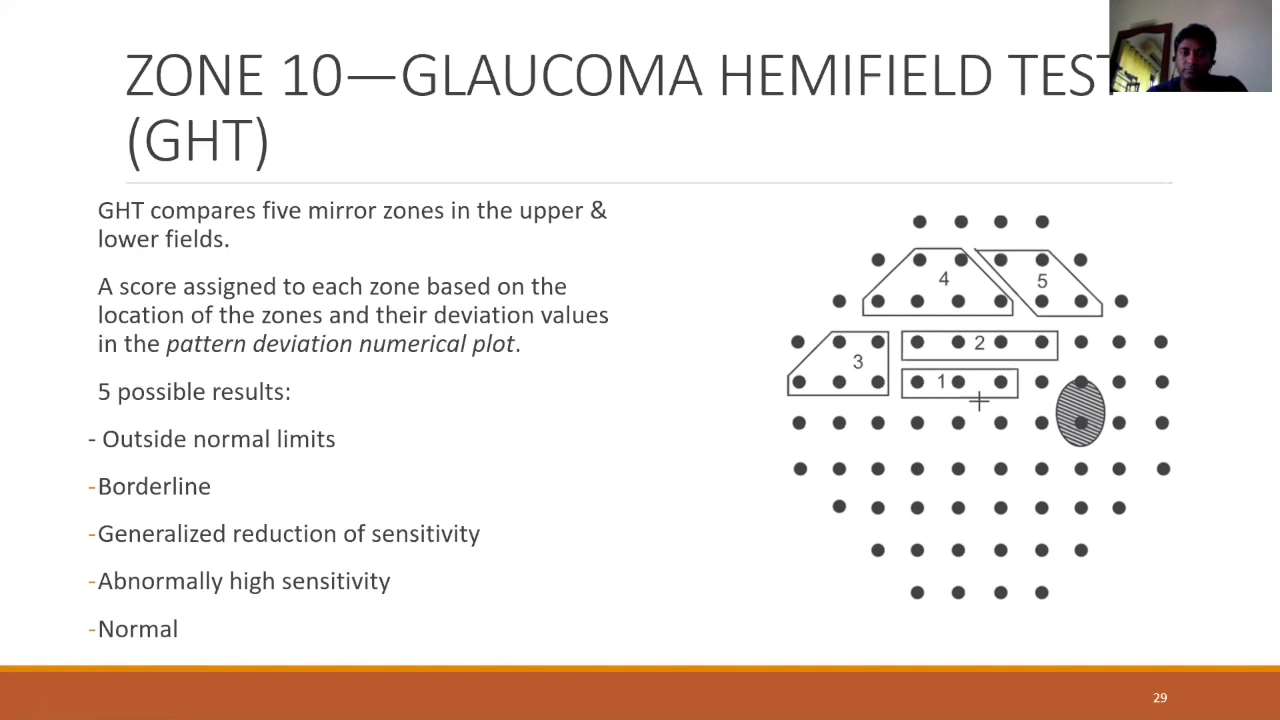 ZONE 10—GLAUCOMA HEMIFIELD TEST
(GHT)
GHT compares five mirror zones in the upper &
lower fields.
A score assigned to each zone based on the
location of the zones and their deviation values
in the pattern deviation numerical plot.
5 possible results:
- Outside normal limits
-Borderline
-Generalized reduction of sensitivity
-Abnormally high sensitivity
-Normal
4
5
3
2
1
29